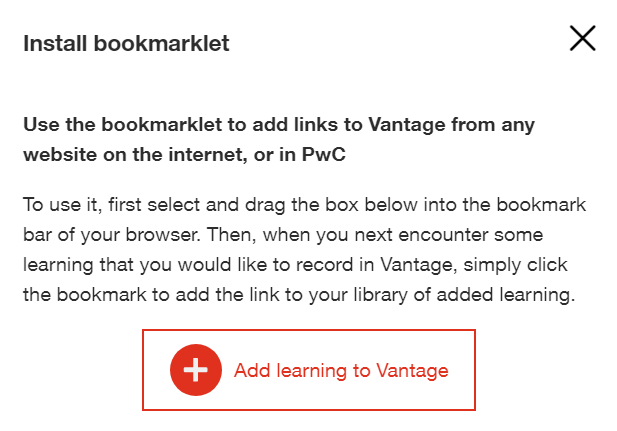 Install bookmarklet
Use the bookmarklet to add links to Vantage from any
website on the internet, or in PwC
To use it, first select and drag the box below into the bookmark
bar of your browser. Then, when you next encounter some
learning that you would like to record in Vantage, simply click
the bookmark to add the link to your library of added learning.
Add learning to Vantage